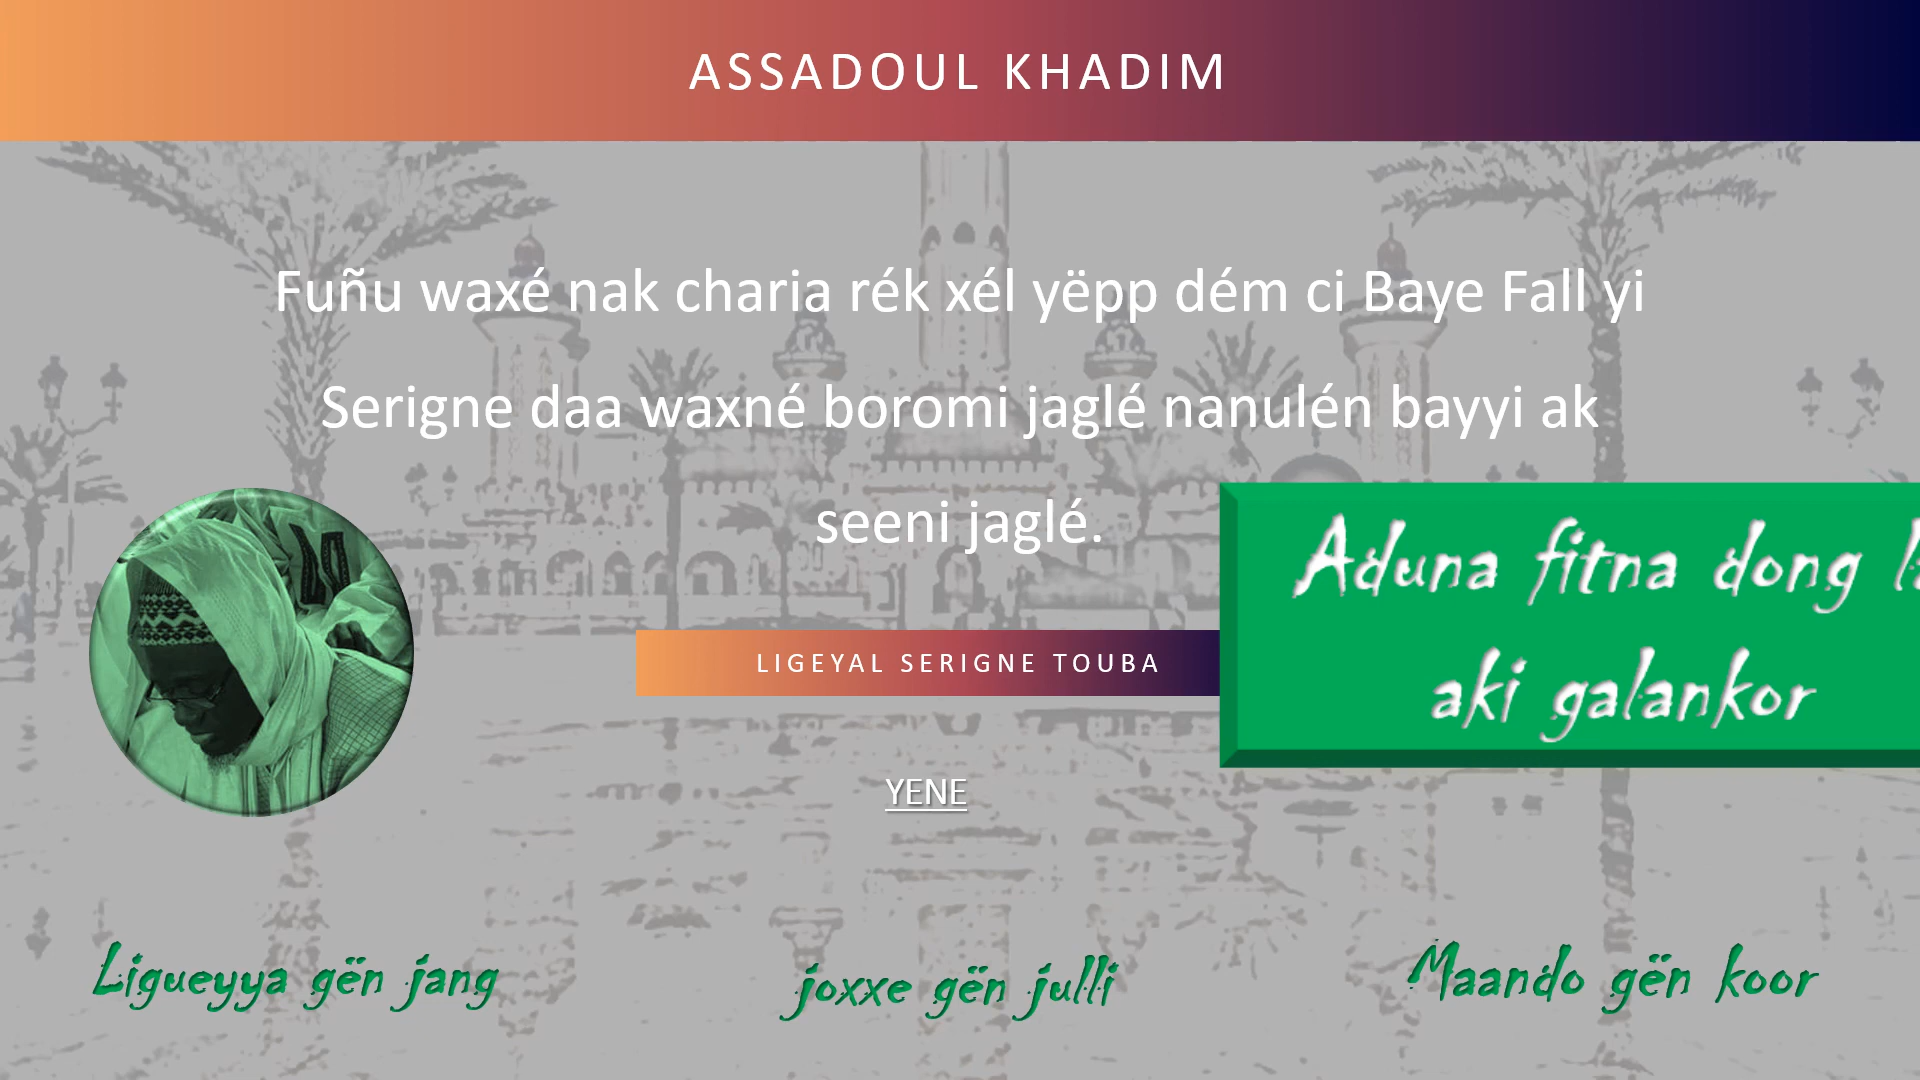 ASSADOUL KHADIM
Fuñu waxé nak charia rék xél yëpp dém ci Baye Fall yi
Serigne daa waxné boromi jaglé nanulén bayyi ak
seeni jaglé.
Aduna fitna dong
aki galankor
LIGEYAL SERIGNE TOUBA
YENE
Ligueyya gën jang
joxxe gën julli
Maando gën koor